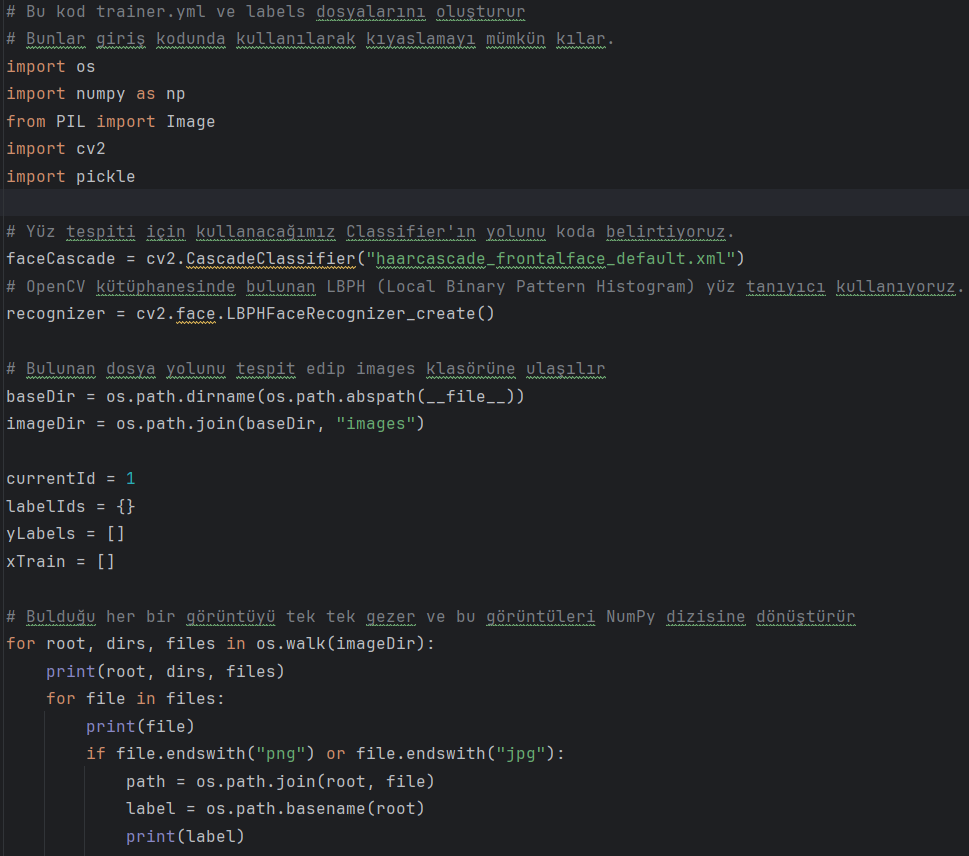 # Bu kod trainer.yml ve labels dosyalarını oluşturur
# Bunlar giriş kodunda kullanılarak kıyaslamayı mümkün kılar.
import os
import numpy as np
from PIL import Image
import cv2
import pickle
# Yüz tespiti için kullanacağımız Classifier'ın yolunu koda belirtiyoruz.
faceCascade = cv2.CascadeClassifier("haarcascade_frontalface_default.xml")
# OpenCV kütüphanesinde bulunan LBPH (Local Binary Pattern Histogram) yüz tanıyıcı kullanıyoruz.
recognizer = cv2.face.LBPHFaceRecognizer_create()
# Bulunan dosya yolunu tespit edip images klasörüne ulaşılır
baseDir = os.path.dirname(os.path.abspath(__file__))
imageDir = os.path.join(baseDir, "images")
currentId = 1
labelIds = {}
yLabels = []
xTrain = []
# Bulduğu her bir görüntüyü tek tek gezer ve bu görüntüleri NumPy dizisine dönüştürür
for root, dirs, files in os.walk(imageDir):
    print(root, dirs, files)
    for file in files:
        print(file)
        if file.endswith("png") or file.endswith("jpg"):
            path = os.path.join(root, file)
            label = os.path.basename(root)
            print(label)